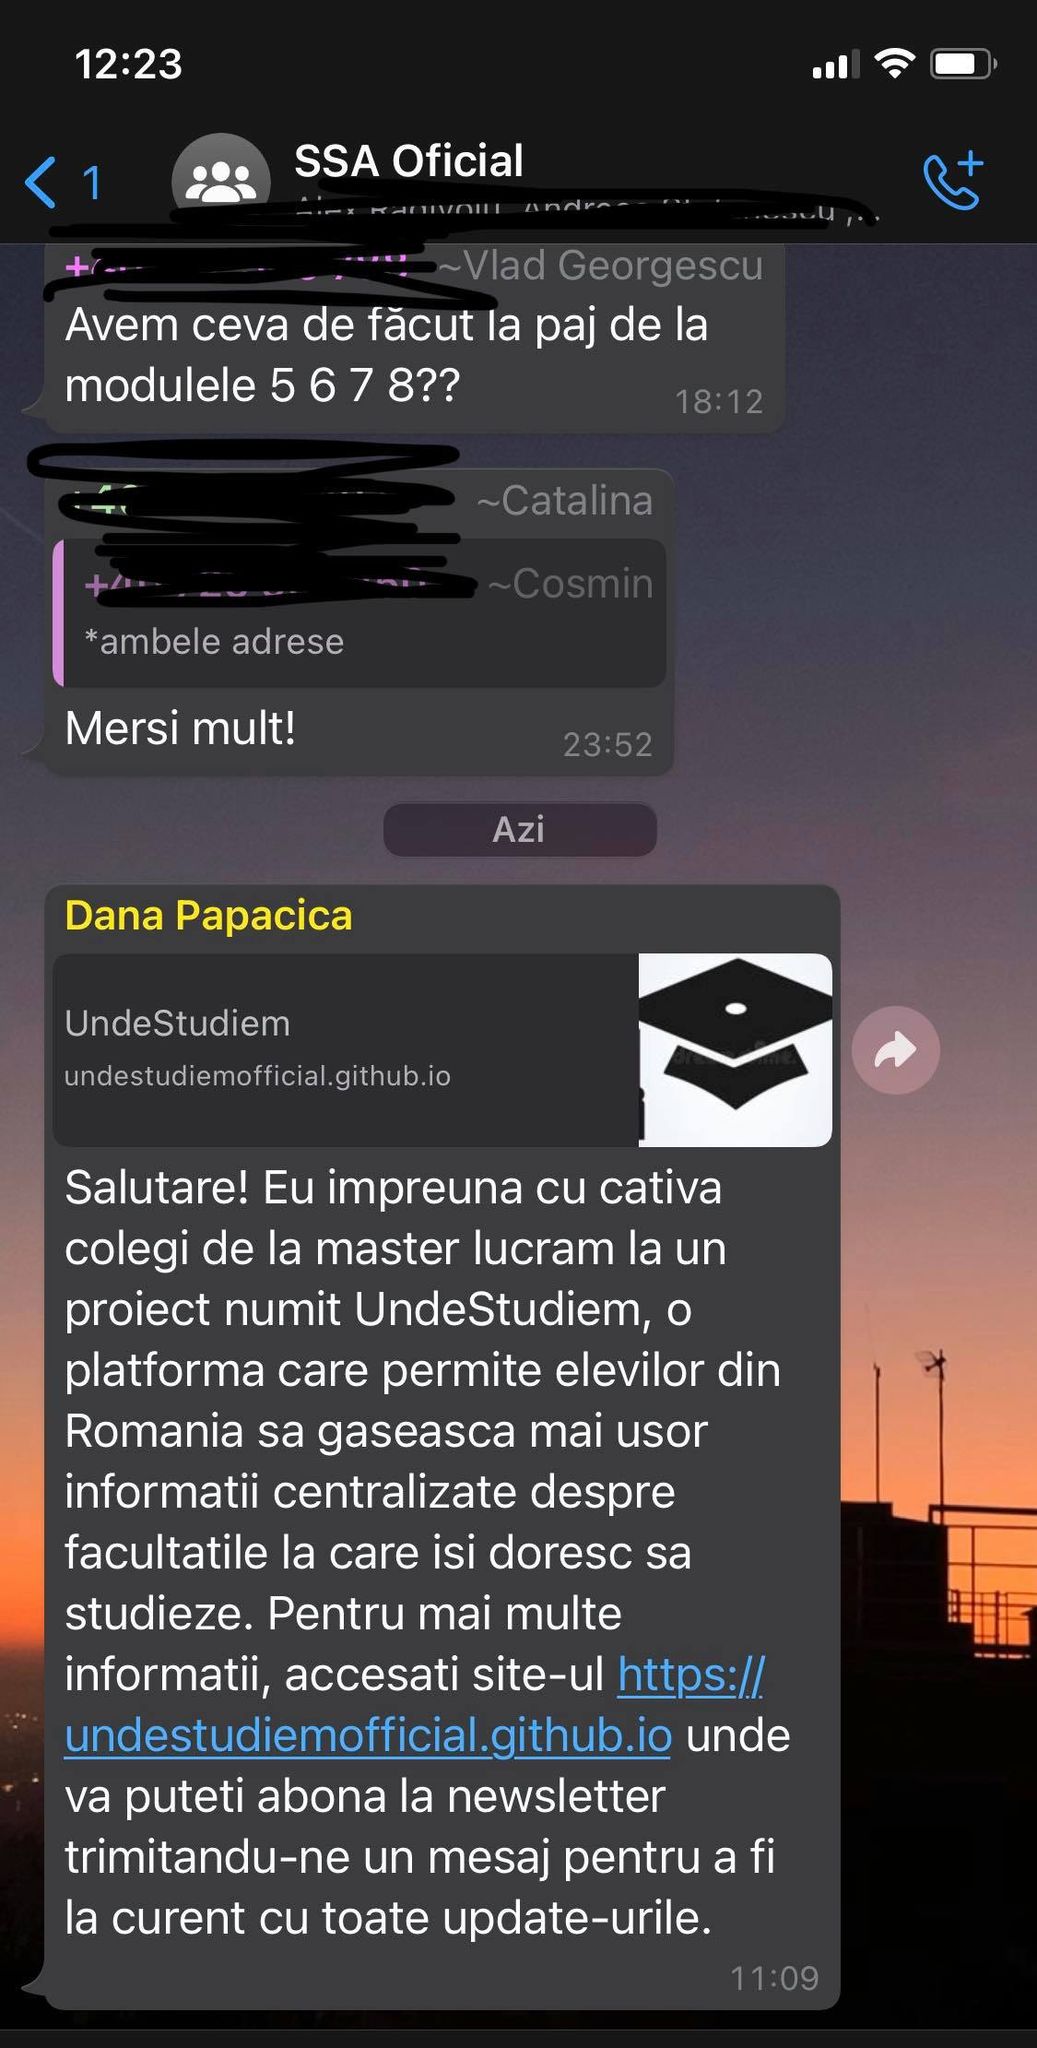 12:23
1
SSA Oficial
~Vlad Georgescu
Avem ceva de făcut la paj de la
modulele 5 6 7 8??
18:12
~Catalina
~Cosmin
*ambele adrese
Mersi mult!
23:52
Azi
Dana Papacica
UndeStudiem
undestudiemofficial.github.io
Salutare! Eu impreuna cu cativa
colegi de la master lucram la un
proiect numit UndeStudiem, o
platforma care permite elevilor din
Romania sa gaseasca mai usor
informatii centralizate despre
facultatile la care isi doresc sa
studieze. Pentru mai multe
informatii, accesati site-ul https://
undestudiemofficial.github.io unde
va puteti abona la newsletter
trimitandu-ne un mesaj pentru a fi
la curent cu toate update-urile.
11:09